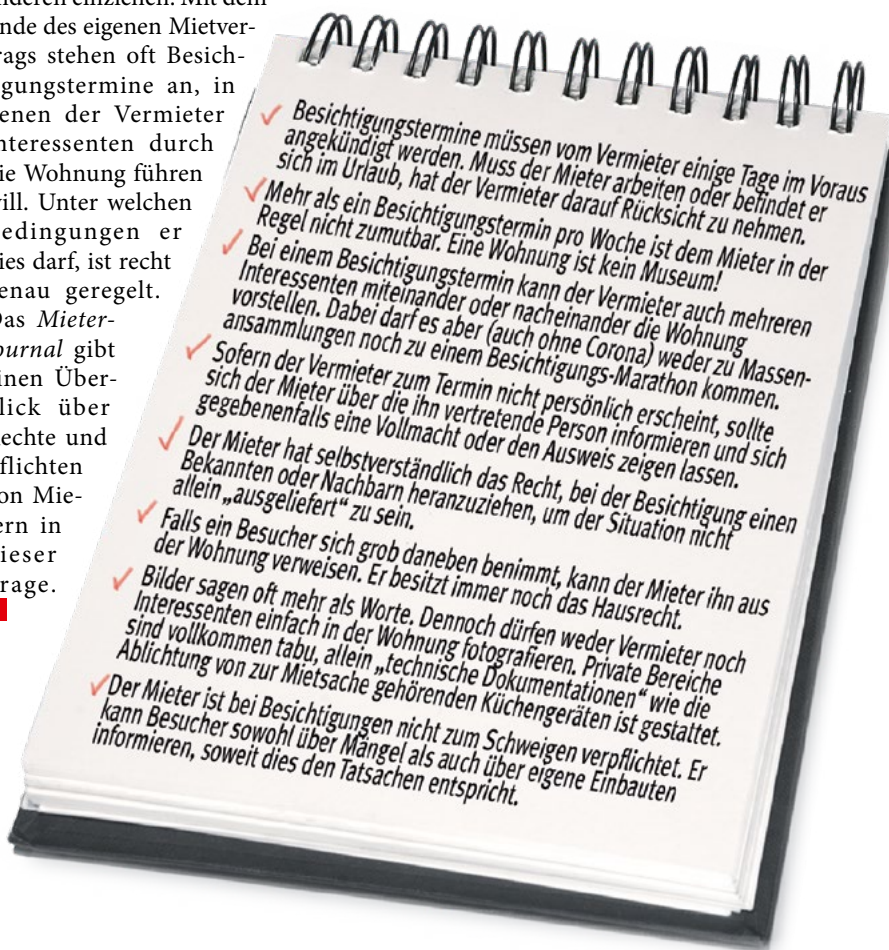 nderen einziehen. Mit dem
nde des eigenen Mietver-
rags stehen oft Besich-
gungstermine an, in
enen der Vermieter
nteressenten durch
ie Wohnung führen
will. Unter welchen
edingungen er
ies darf, ist recht
enau geregelt.
Das Mieter-
ournal gibt
inen Über-
lick über
echte und
flichten
on Mie-
ern in
ieser
rage.
Besichtigungstermine müssen vom Vermieter einige Tage im Voraus
angekündigt werden. Muss der Mieter arbeiten oder befindet er
sich im Urlaub, hat der Vermieter darauf Rücksicht zu nehmen.
Mehr als ein Besichtigungstermin pro Woche ist dem Mieter in der
Regel nicht zumutbar. Eine Wohnung ist kein Museum!
Bei einem Besichtigungstermin kann der Vermieter auch mehreren
Interessenten miteinander oder nacheinander die Wohnung
vorstellen. Dabei darf es aber (auch ohne Corona) weder zu Massen-
ansammlungen noch zu einem Besichtigungs-Marathon kommen.
Sofern der Vermieter zum Termin nicht persönlich erscheint, sollte
sich der Mieter über die ihn vertretende Person informieren und sich
gegebenenfalls eine Vollmacht oder den Ausweis zeigen lassen.
Der Mieter hat selbstverständlich das Recht, bei der Besichtigung einen
Bekannten oder Nachbarn heranzuziehen, um der Situation nicht
allein „ausgeliefert“ zu sein.
Falls ein Besucher sich grob daneben benimmt, kann der Mieter ihn aus
der Wohnung verweisen. Er besitzt immer noch das Hausrecht.
Bilder sagen oft mehr als Worte. Dennoch dürfen weder Vermieter noch
Interessenten einfach in der Wohnung fotografieren. Private Bereiche
sind vollkommen tabu, allein „technische Dokumentationen“ wie die
Ablichtung von zur Mietsache gehörenden Küchengeräten ist gestattet.
Der Mieter ist bei Besichtigungen nicht zum Schweigen verpflichtet. Er
kann Besucher sowohl über Mängel als auch über eigene Einbauten
informieren, soweit dies den Tatsachen entspricht.